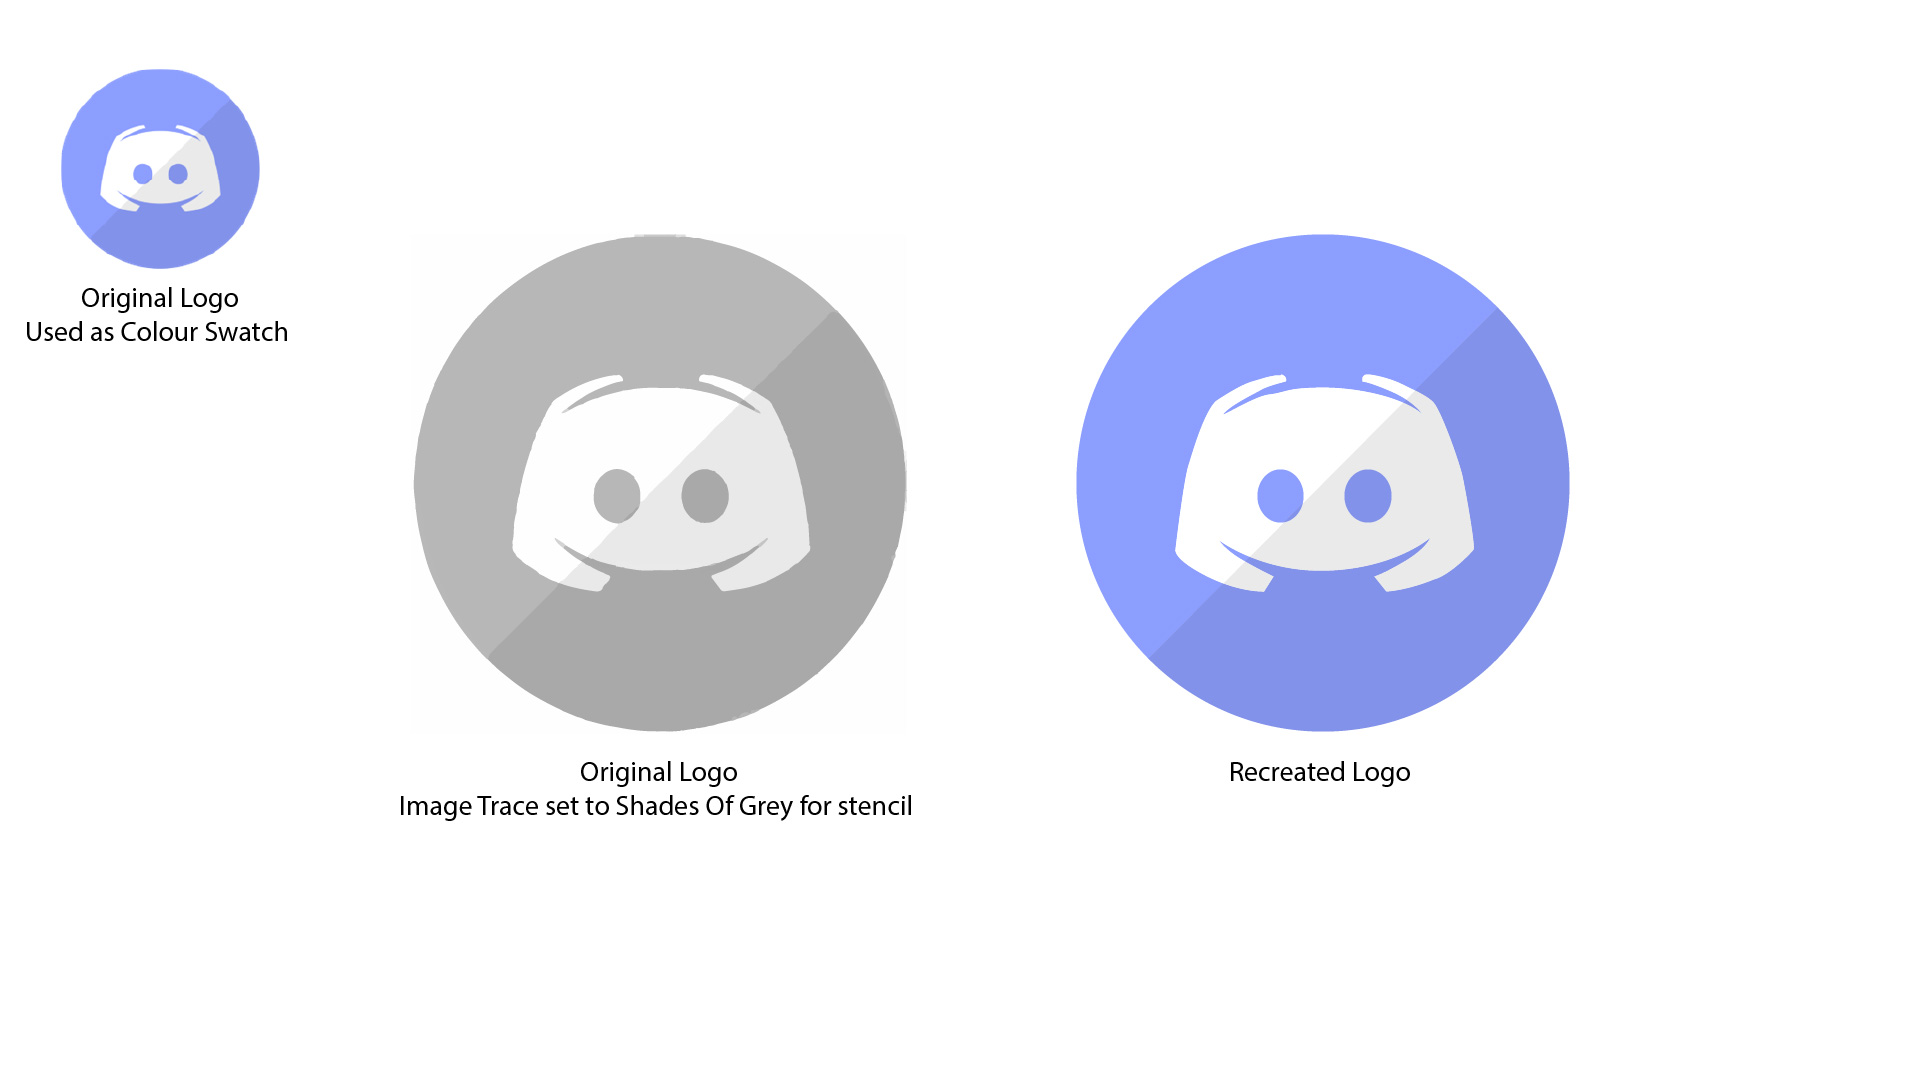 Original Logo
Used as Colour Swatch
Original Logo
Image Trace set to Shades Of Grey for stencil
Recreated Logo